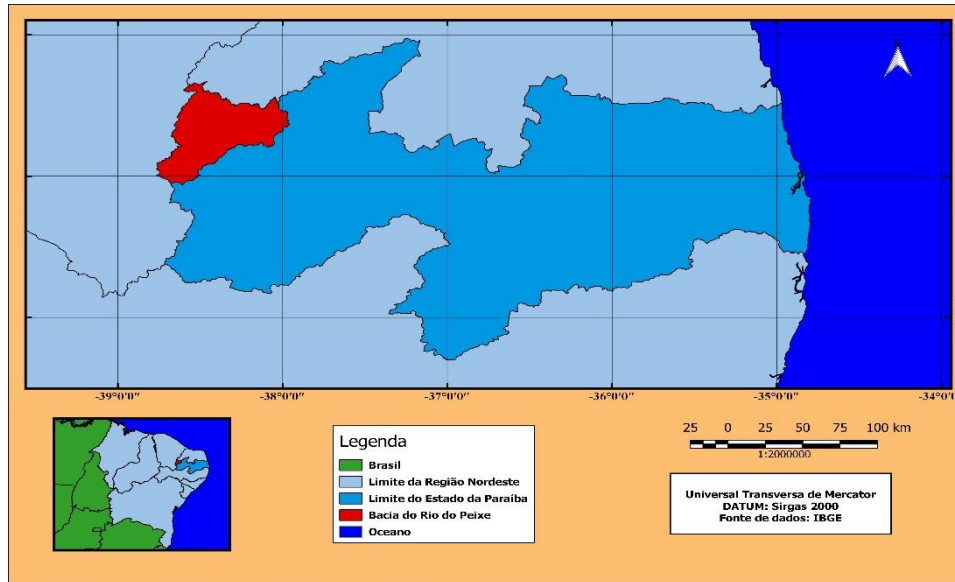 -39°0'0"
-38°0'0"
-37°0'0"
-36°0'0"
-35°0'0"
-34°0'0"
Legenda
Brasil
Limite da Região Nordeste
Limite do Estado da Paraíba
Bacia do Rio do Peixe
Oceano
25 0 25 50 75 100 km
1:2000000
Universal Transversa de Mercator
DATUM: Sirgas 2000
Fonte de dados: IBGE